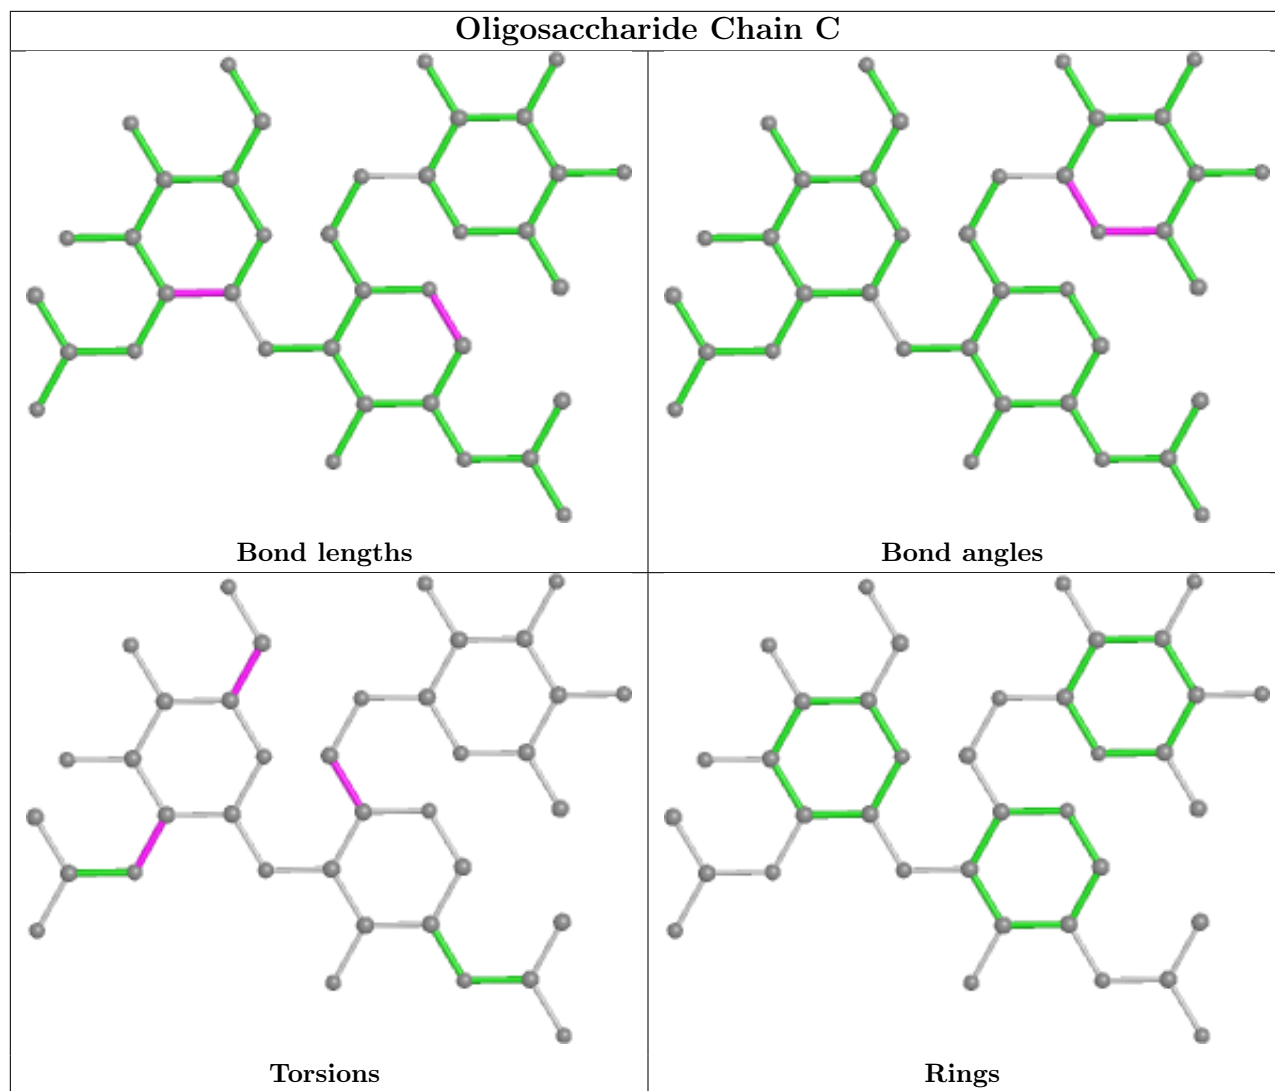 Oligosaccharide Chain C
Bond lengths
Bond angles
Torsions
Rings